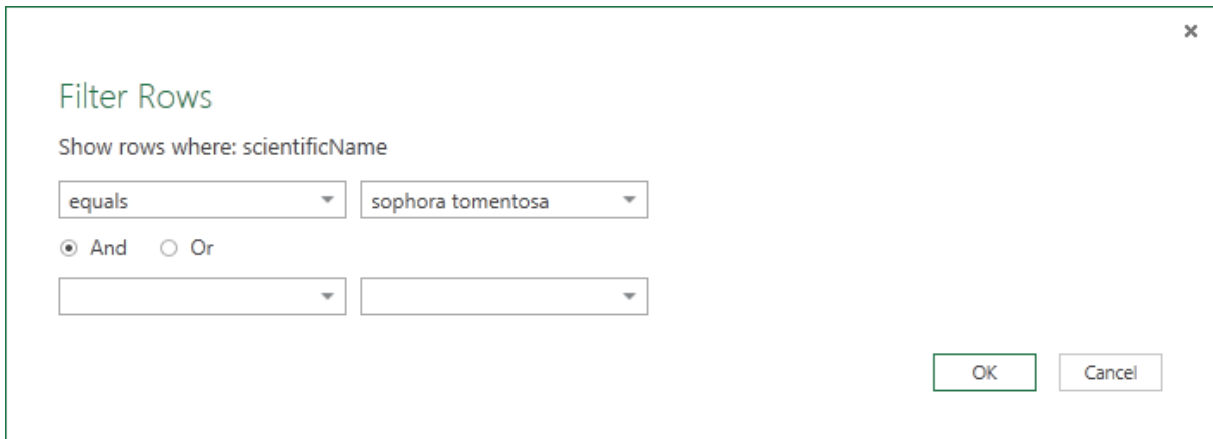 Filter Rows
Show rows where: scientificName
equals sophora tomentosa
And Or
OK Cancel